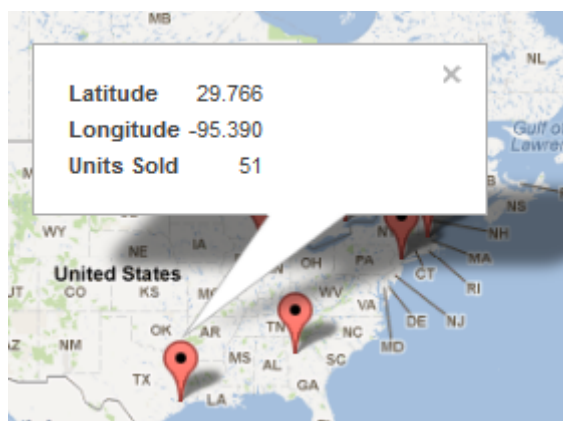 MB
NL
Latitude 29.766
Longitude -95.390
Units Sold 51
Gulf of
Lawren
NS
WY
NE
IA
OH
PA
NH
MA
CT
RI
United States
UT
CO
KS
WV
VA
DE
NJ
MD
OK
AR
TN
NC
NM
MS
AL
SC
GA
TX
LA